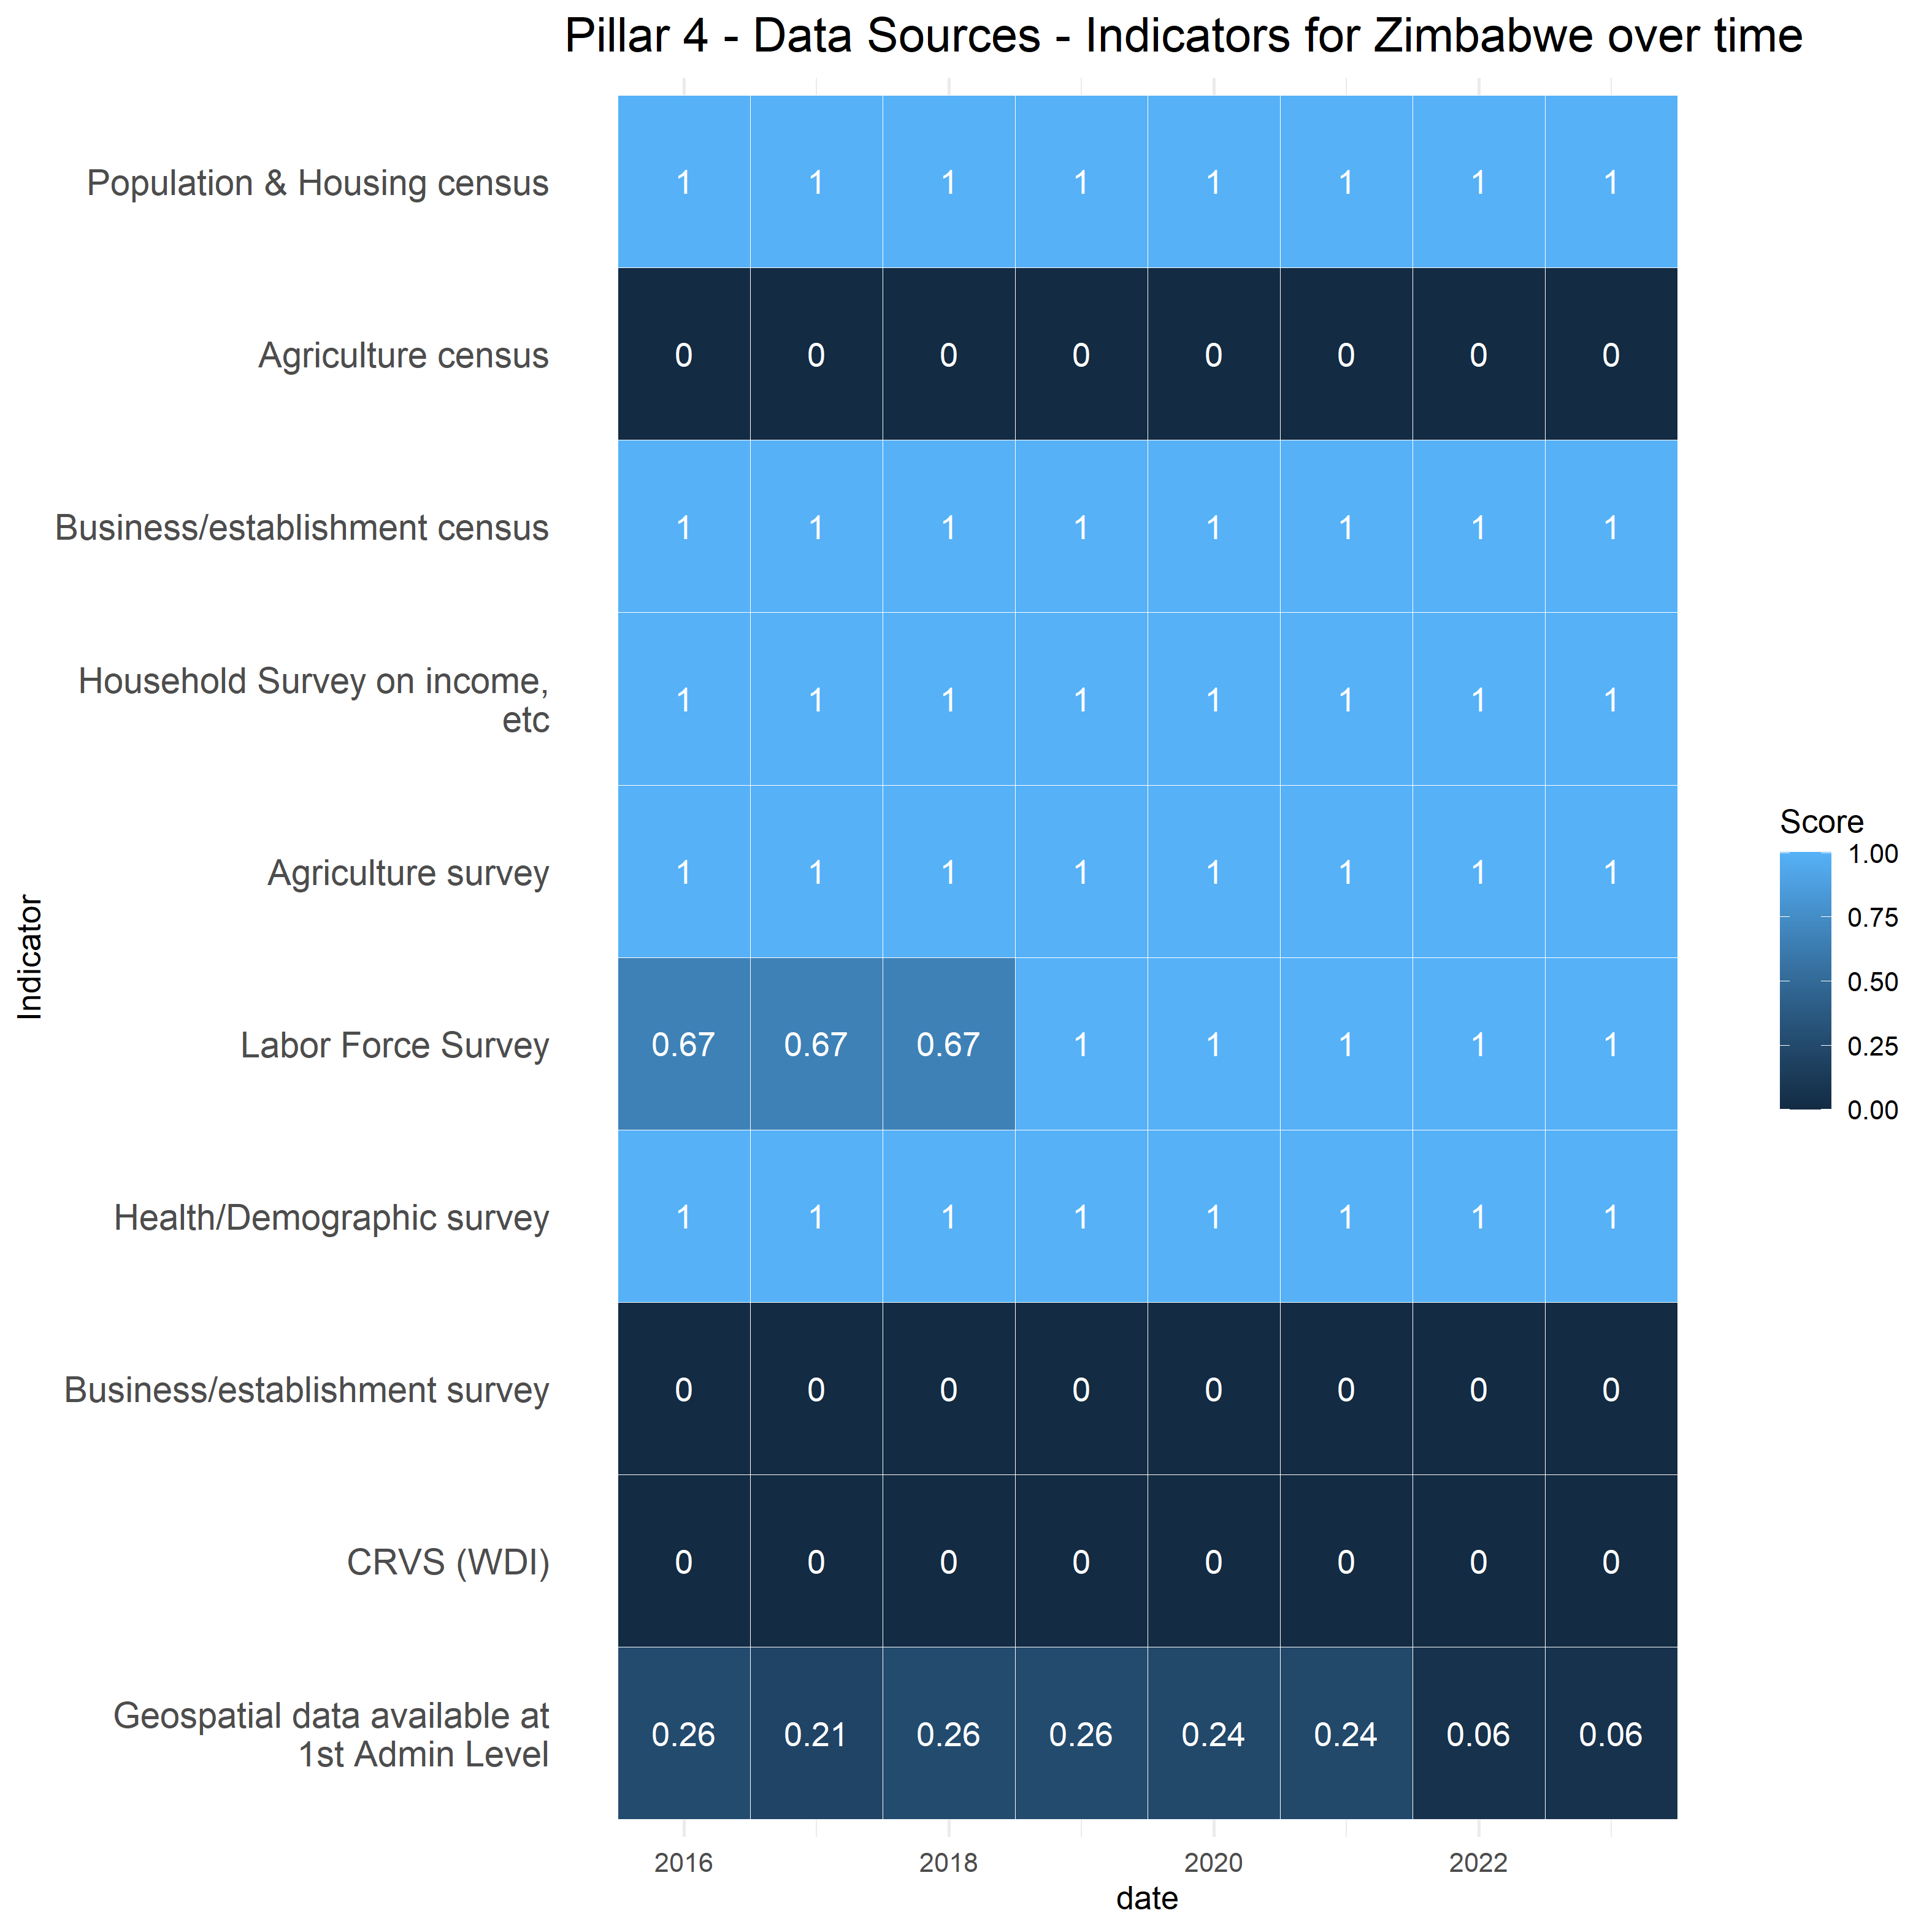 Pillar 4 - Data Sources - Indicators for Zimbabwe over time
Population & Housing census
1 1 1 1 1 1 1 1
Agriculture census
0 0 0 0 0 0 0 0
Business/establishment census
1 1 1 1 1 1 1 1
Household Survey on income,
etc
1 1 1 1 1 1 1 1
Agriculture survey
1 1 1 1 1 1 1 1
Labor Force Survey
0.67 0.67 0.67 1 1 1 1 1
Health/Demographic survey
1 1 1 1 1 1 1 1
Business/establishment survey
0 0 0 0 0 0 0 0
CRVS (WDI)
0 0 0 0 0 0 0 0
Geospatial data available at
1st Admin Level
0.26 0.21 0.26 0.26 0.24 0.24 0.06 0.06
2016 2018 2020 2022
date
Indicator
Score
1.00
0.75
0.50
0.25
0.00